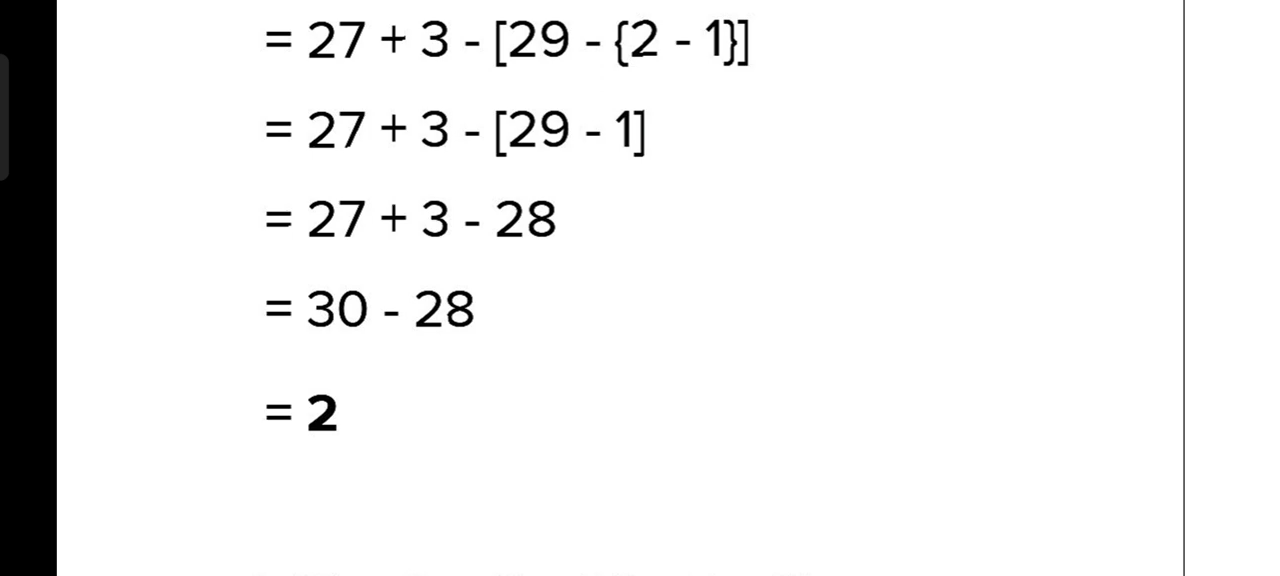 = 27 + 3 - [29 - {2 - 1}]
= 27 + 3 - [29 - 1]
= 27 + 3 - 28
= 30 - 28
= 2